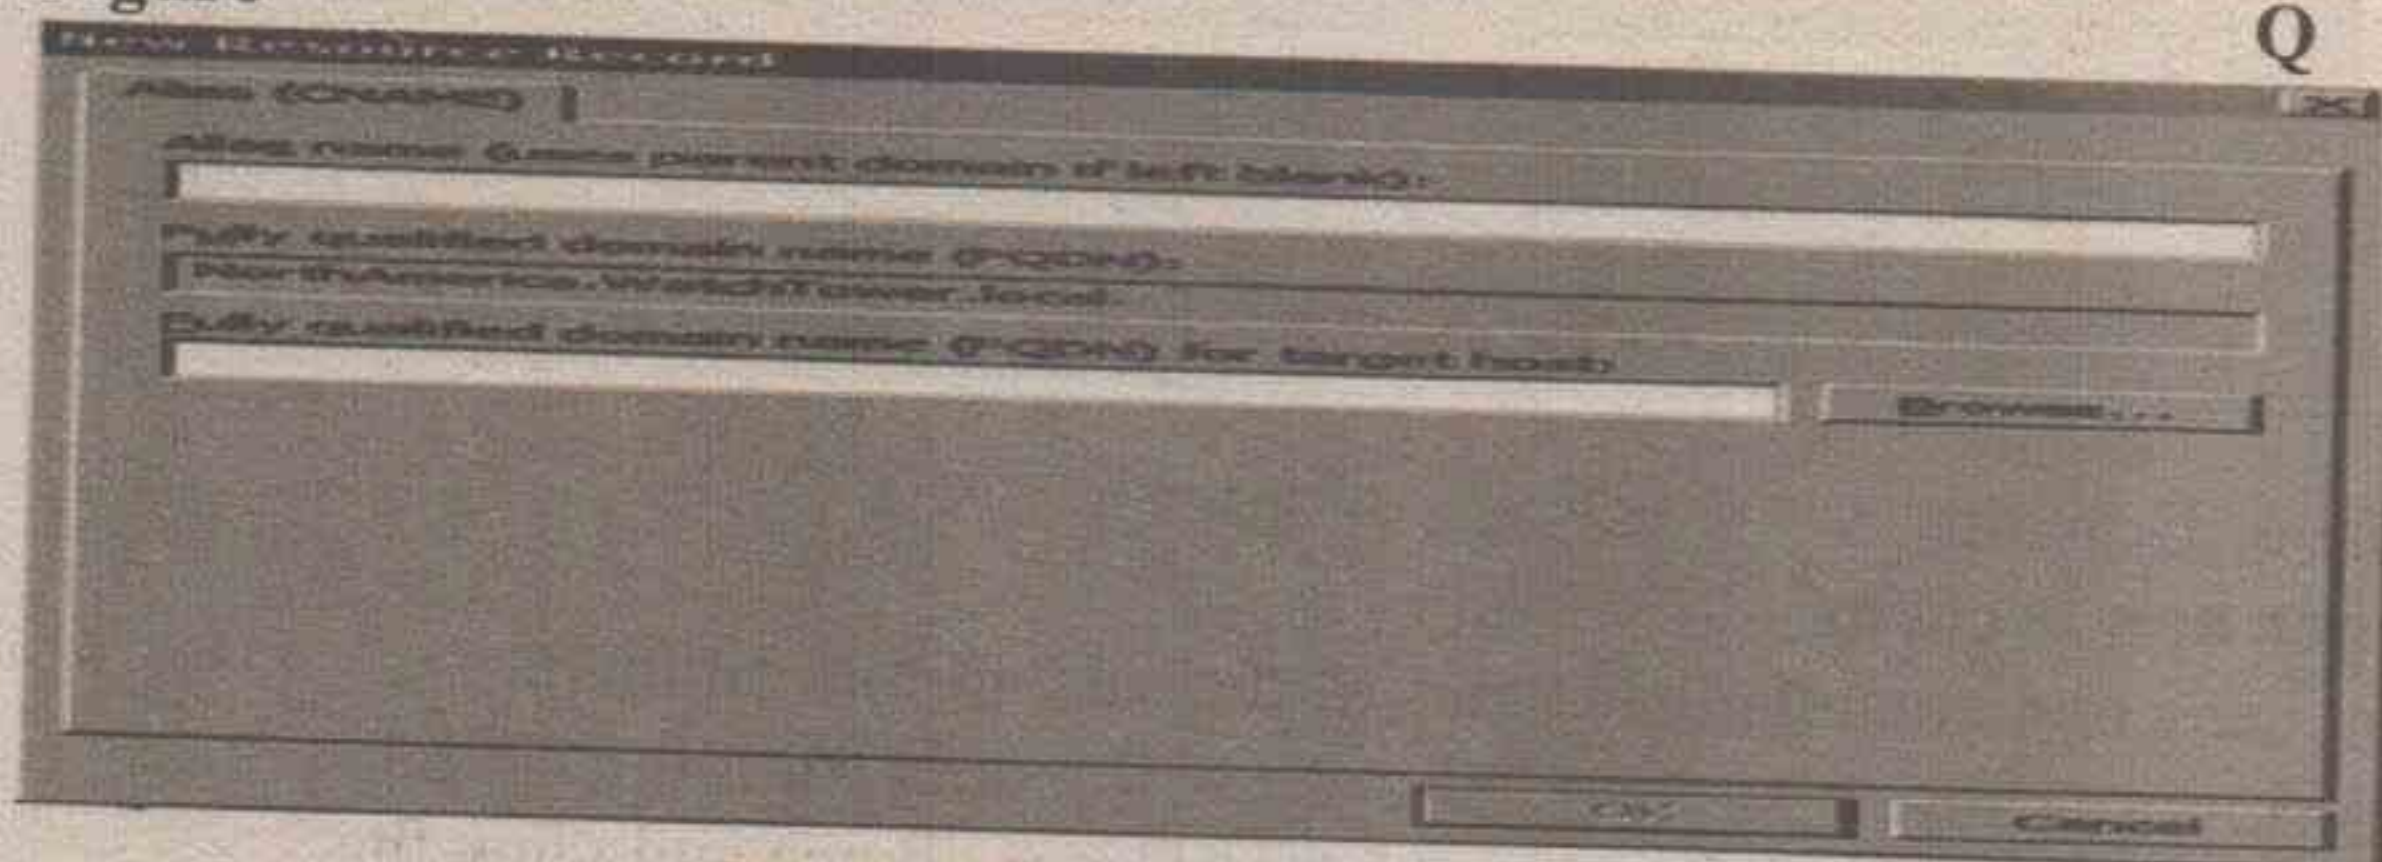 Q
New Resource Record
Alias (CNAME)
Alias name (uses parent domain if left blank):
Fully qualified domain name (FQDN):
NorthAmerica.WatchTower.local.
Fully qualified domain name (FQDN) for target host:
Browse...
OK
Cancel